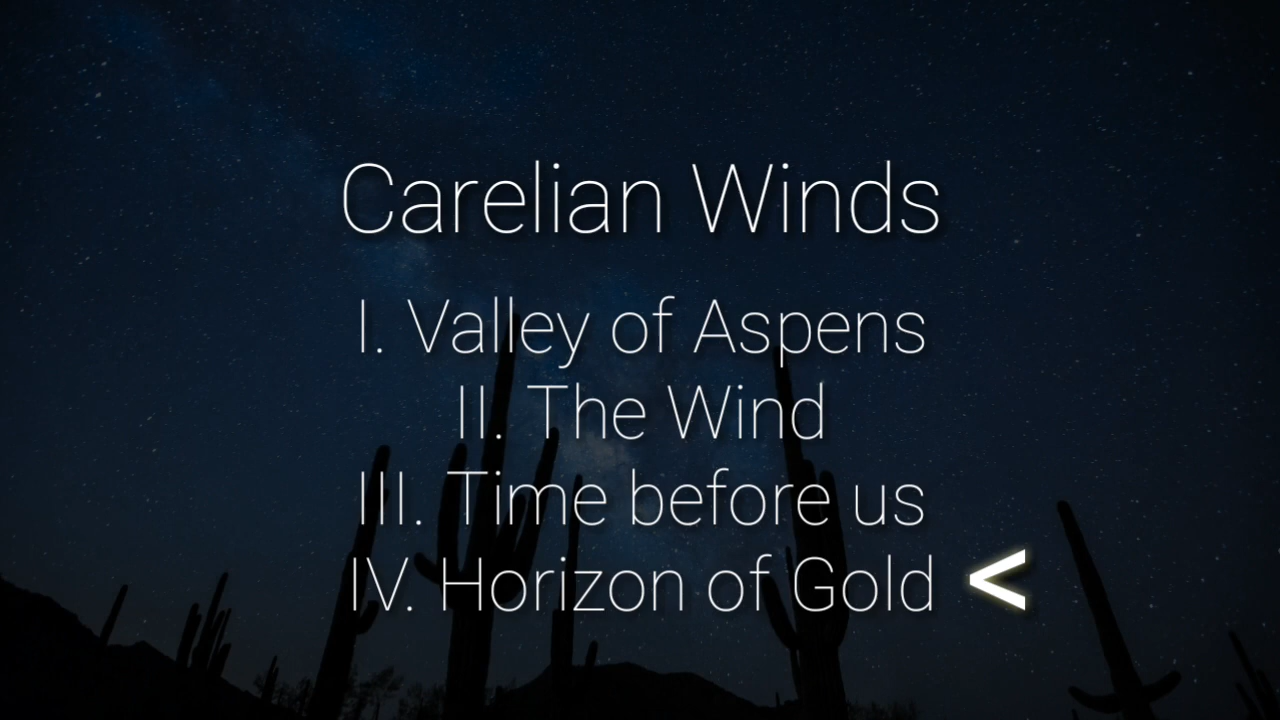 Carelian Winds
I. Valley of Aspens
II. The Wind
III. Time before us
IV. Horizon of Gold <